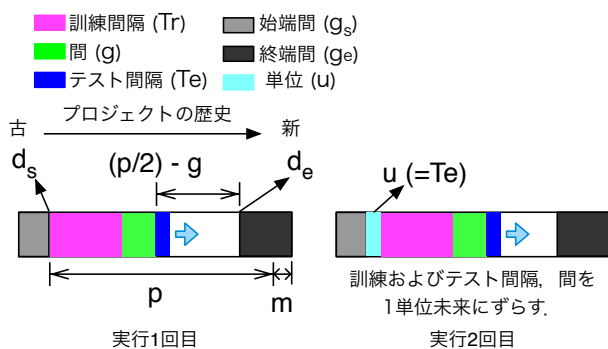 訓練間隔 (Tr)
始端間 (gs)
間 (g)
終端間 (ge)
テスト間隔 (Te)
単位 (u)
プロジェクトの歴史
古
新
(p/2) - g
ds
de
u (=Te)
p
m
訓練およびテスト間隔，間を
1単位未来にずらす．
実行1回目
実行2回目